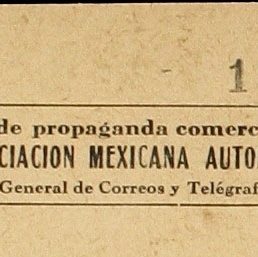 1
de propaganda comerc
CIACION MEXICANA AUTO
General de Correos y Telégraf